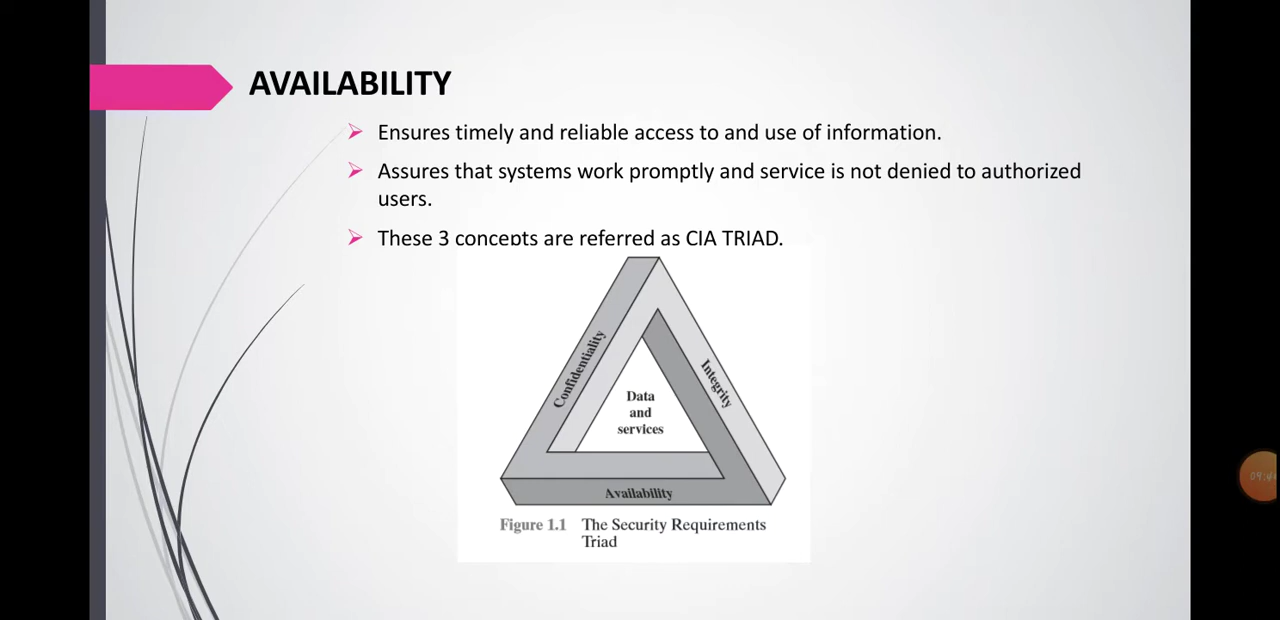 AVAILABILITY
Ensures timely and reliable access to and use of information.
Assures that systems work promptly and service is not denied to authorized
users.
These 3 concepts are referred as CIA TRIAD.
Confidentiality
Integrity
Data
and
services
Availability
Figure 1.1 The Security Requirements
Triad